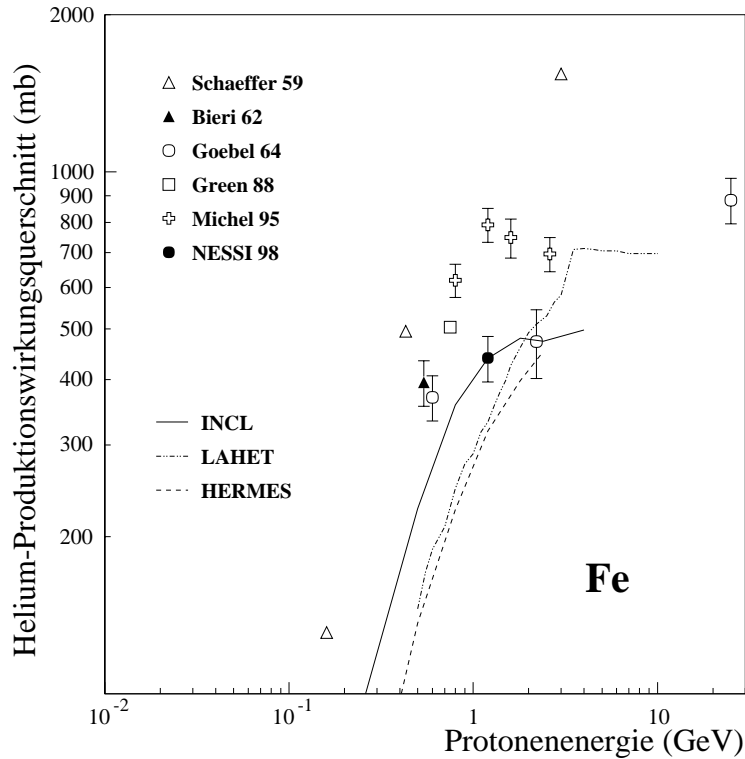 2000
1000
900
800
700
600
500
400
300
200
Helium-Produktionswirkungsquerschnitt (mb)
Schaeffer 59
Bieri 62
Goebel 64
Green 88
Michel 95
NESSI 98
INCL
LAHET
HERMES
Fe
10⁻² 10⁻¹ 1 10
Protonenenergie (GeV)